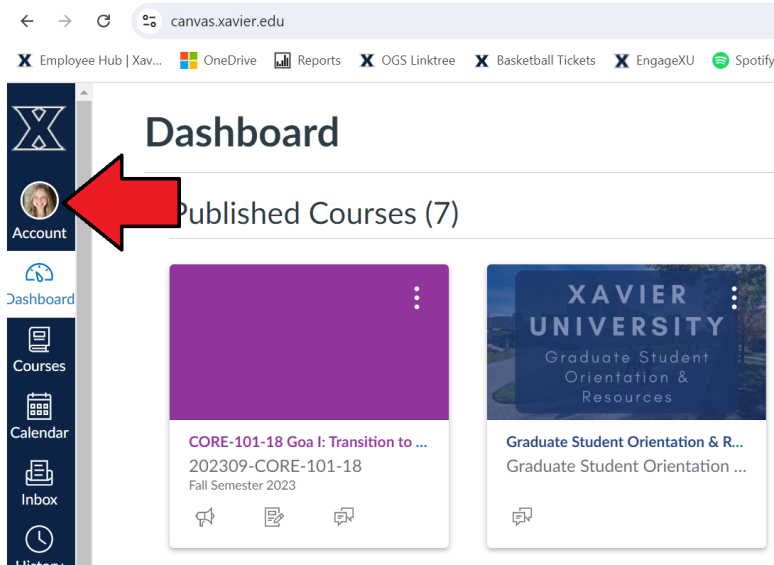 canvas.xavier.edu
Employee Hub | Xav...
OneDrive
Reports
OGS Linktree
Basketball Tickets
EngageXU
Spotify
Dashboard
Published Courses (7)
Account
Dashboard
Courses
Calendar
Inbox
History
XAVIER
UNIVERSITY
Graduate Student
Orientation &
Resources
CORE-101-18 Goa I: Transition to ...
202309-CORE-101-18
Fall Semester 2023
Graduate Student Orientation & R...
Graduate Student Orientation ...